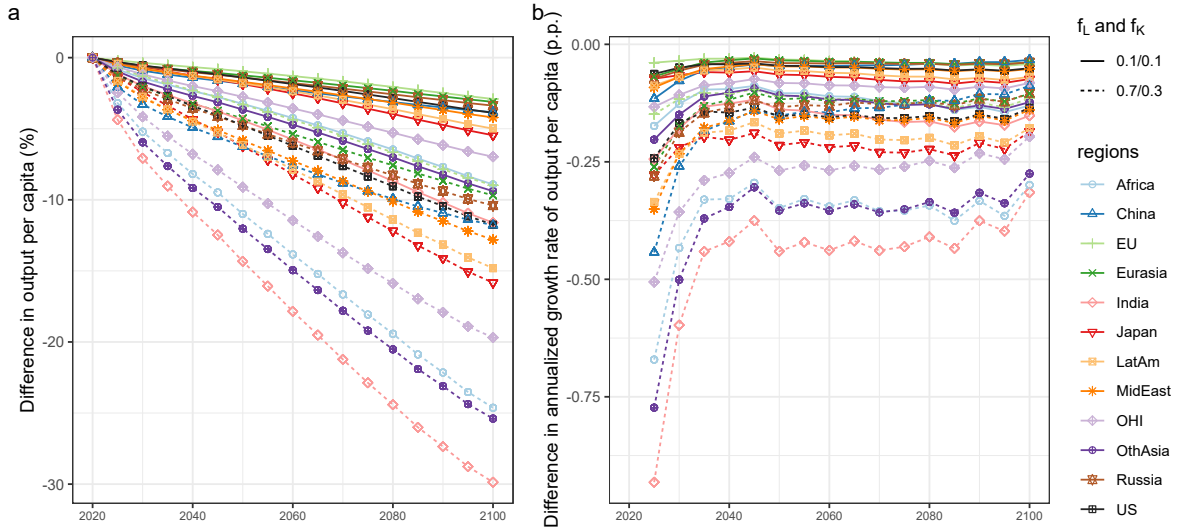 a
Difference in output per capita (%)
0
-10
-20
-30
2020 2040 2060 2080 2100
b
Difference in annualized growth rate of output per capita (p.p.)
0.00
-0.25
-0.50
-0.75
2020 2040 2060 2080 2100
f_L and f_K
0.1/0.1
0.7/0.3
regions
Africa
China
EU
Eurasia
India
Japan
LatAm
MidEast
OHI
OthAsia
Russia
US